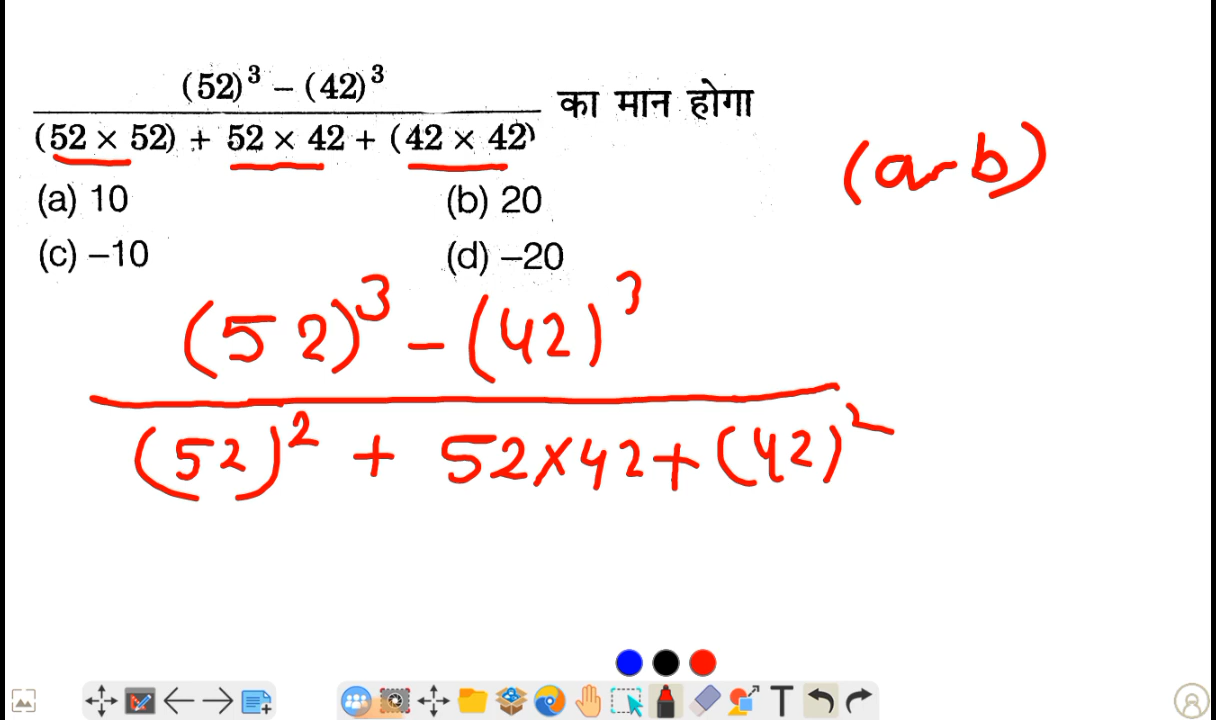 (52)³ – (42)³
(52 × 52) + 52 × 42 + (42 × 42) का मान होगा
(a – b)
(a) 10 (b) 20
(c) –10 (d) –20
(52)³ – (42)³
(52)² + 52×42 + (42)²
T